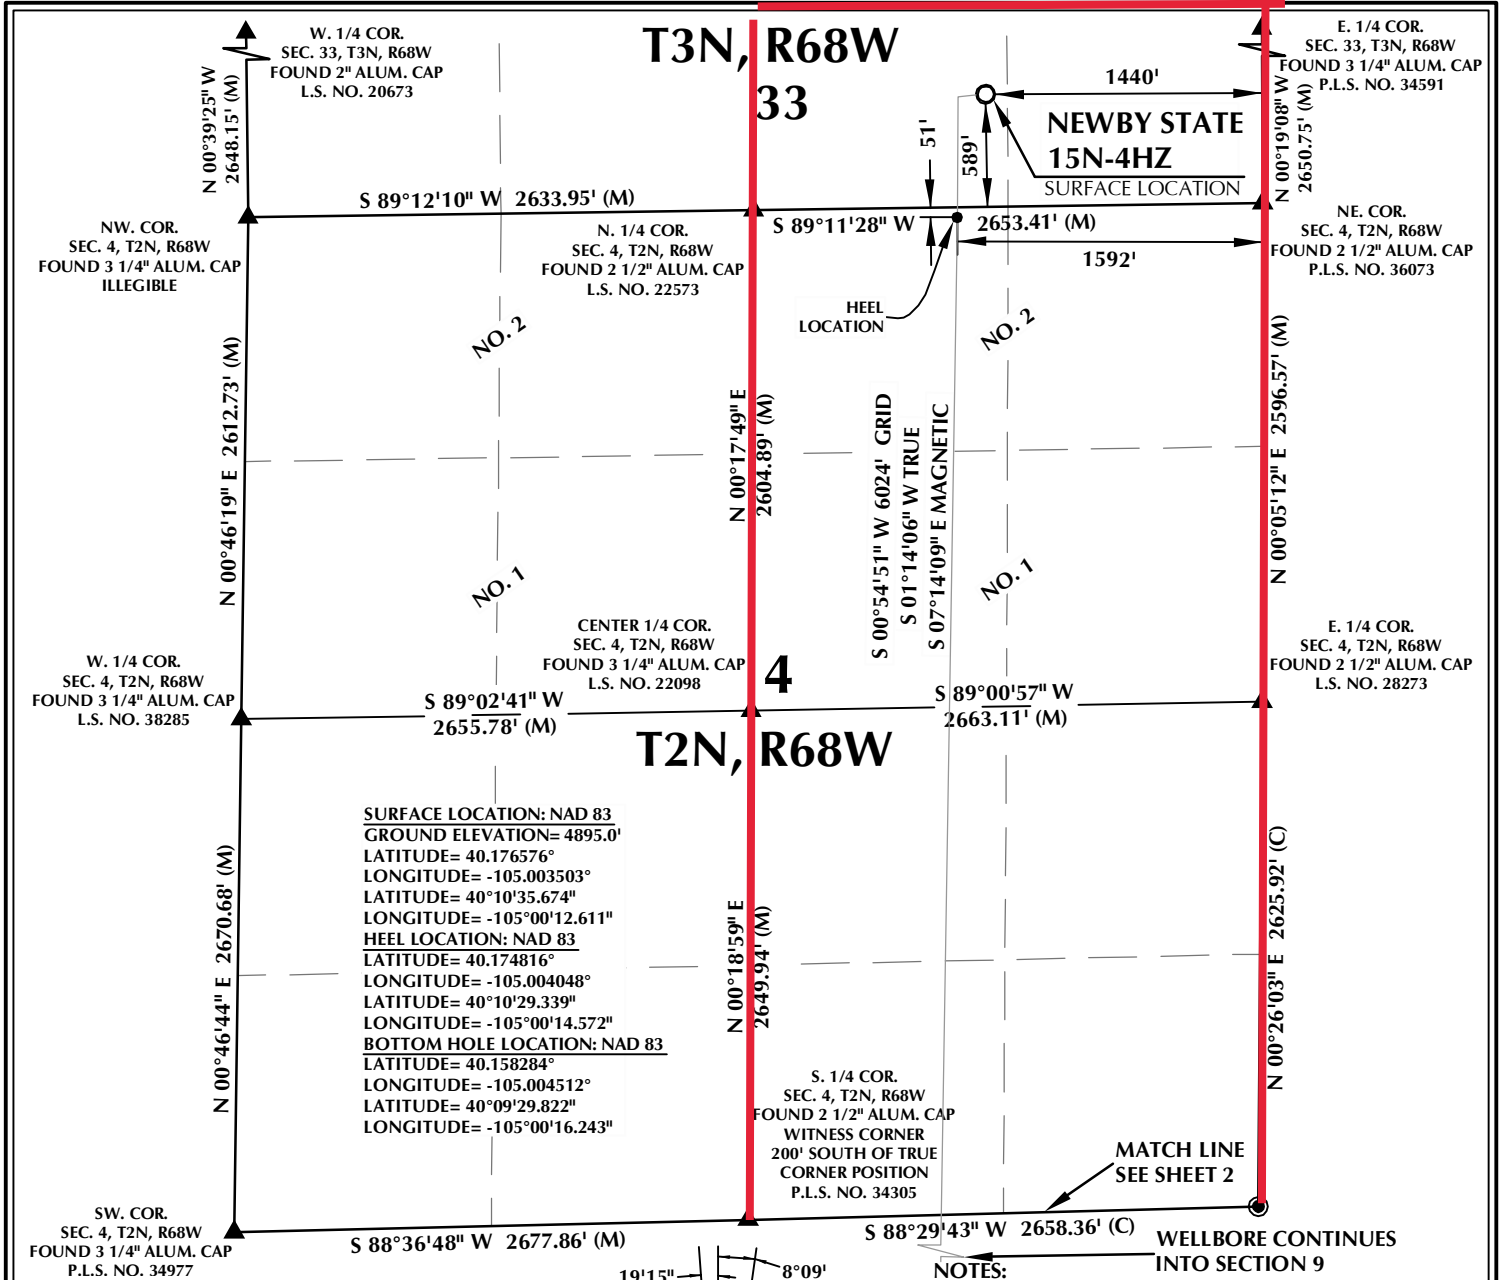 W. 1/4 COR.
SEC. 33, T3N, R68W
FOUND 2" ALUM. CAP
L.S. NO. 20673
T3N, R68W
33
E. 1/4 COR.
SEC. 33, T3N, R68W
FOUND 3 1/4" ALUM. CAP
P.L.S. NO. 34591
N 00°39'25" W
2648.15' (M)
1440'
NEWBY STATE
15N-4HZ
SURFACE LOCATION
51'
589'
N 00°19'08" W
2650.75' (M)
S 89°12'10" W 2633.95' (M)
S 89°11'28" W 2653.41' (M)
1592'
NW. COR.
SEC. 4, T2N, R68W
FOUND 3 1/4" ALUM. CAP
ILLEGIBLE
N. 1/4 COR.
SEC. 4, T2N, R68W
FOUND 2 1/2" ALUM. CAP
L.S. NO. 22573
NE. COR.
SEC. 4, T2N, R68W
FOUND 2 1/2" ALUM. CAP
P.L.S. NO. 36073
HEEL
LOCATION
NO. 2
NO. 2
N 00°46'19" E 2612.73' (M)
N 00°17'49" E
2604.89' (M)
S 00°54'51" W 6024' GRID
S 01°14'06" W TRUE
S 07°14'09" E MAGNETIC
N 00°05'12" E 2596.57' (M)
NO. 1
NO. 1
CENTER 1/4 COR.
SEC. 4, T2N, R68W
FOUND 3 1/4" ALUM. CAP
L.S. NO. 22098
4
W. 1/4 COR.
SEC. 4, T2N, R68W
FOUND 3 1/4" ALUM. CAP
L.S. NO. 38285
E. 1/4 COR.
SEC. 4, T2N, R68W
FOUND 2 1/2" ALUM. CAP
L.S. NO. 28273
S 89°02'41" W
2655.78' (M)
S 89°00'57" W
2663.11' (M)
T2N, R68W
SURFACE LOCATION: NAD 83
GROUND ELEVATION= 4895.0'
LATITUDE= 40.176576°
LONGITUDE= -105.003503°
LATITUDE= 40°10'35.674"
LONGITUDE= -105°00'12.611"
HEEL LOCATION: NAD 83
LATITUDE= 40.174816°
LONGITUDE= -105.004048°
LATITUDE= 40°10'29.339"
LONGITUDE= -105°00'14.572"
BOTTOM HOLE LOCATION: NAD 83
LATITUDE= 40.158284°
LONGITUDE= -105.004512°
LATITUDE= 40°09'29.822"
LONGITUDE= -105°00'16.243"
N 00°46'44" E 2670.68' (M)
N 00°18'59" E
2649.94' (M)
N 00°26'03" E 2625.92' (C)
S. 1/4 COR.
SEC. 4, T2N, R68W
FOUND 2 1/2" ALUM. CAP
WITNESS CORNER
200' SOUTH OF TRUE
CORNER POSITION
P.L.S. NO. 34305
MATCH LINE
SEE SHEET 2
SW. COR.
SEC. 4, T2N, R68W
FOUND 3 1/4" ALUM. CAP
P.L.S. NO. 34977
S 88°36'48" W 2677.86' (M)
S 88°29'43" W 2658.36' (C)
WELLBORE CONTINUES
INTO SECTION 9
19'15"
8°09'
NOTES: